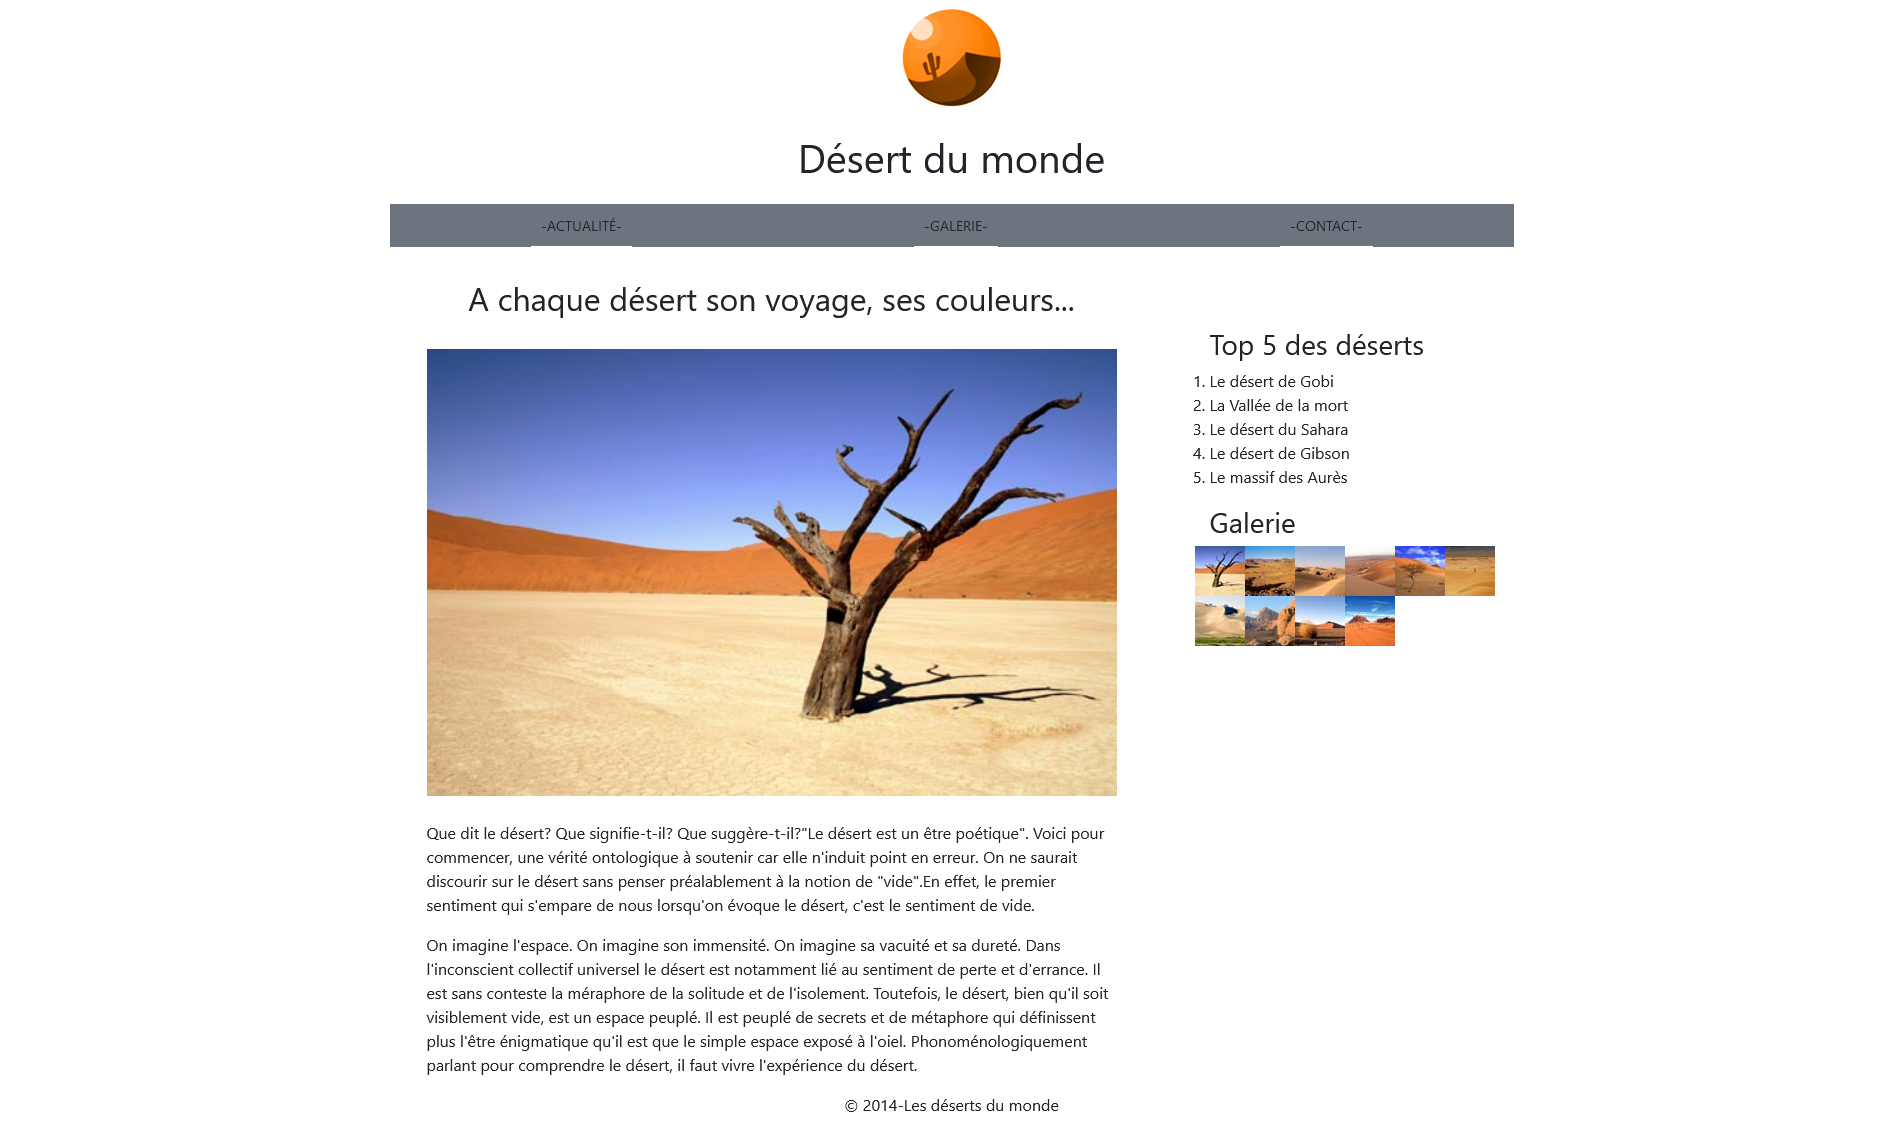 Désert du monde
-ACTUALITÉ-
-GALERIE-
-CONTACT-
A chaque désert son voyage, ses couleurs...
Que dit le désert? Que signifie-t-il? Que suggère-t-il?"Le désert est un être poétique". Voici pour
commencer, une vérité ontologique à soutenir car elle n'induit point en erreur. On ne saurait
discourir sur le désert sans penser préalablement à la notion de "vide".En effet, le premier
sentiment qui s'empare de nous lorsqu'on évoque le désert, c'est le sentiment de vide.
On imagine l'espace. On imagine son immensité. On imagine sa vacuité et sa dureté. Dans
l'inconscient collectif universel le désert est notamment lié au sentiment de perte et d'errance. Il
est sans conteste la méraphore de la solitude et de l'isolement. Toutefois, le désert, bien qu'il soit
visiblement vide, est un espace peuplé. Il est peuplé de secrets et de métaphore qui définissent
plus l'être énigmatique qu'il est que le simple espace exposé à l'oiel. Phonoménologiquement
parlant pour comprendre le désert, il faut vivre l'expérience du désert.
Top 5 des déserts
1. Le désert de Gobi
2. La Vallée de la mort
3. Le désert du Sahara
4. Le désert de Gibson
5. Le massif des Aurès
Galerie
© 2014-Les déserts du monde